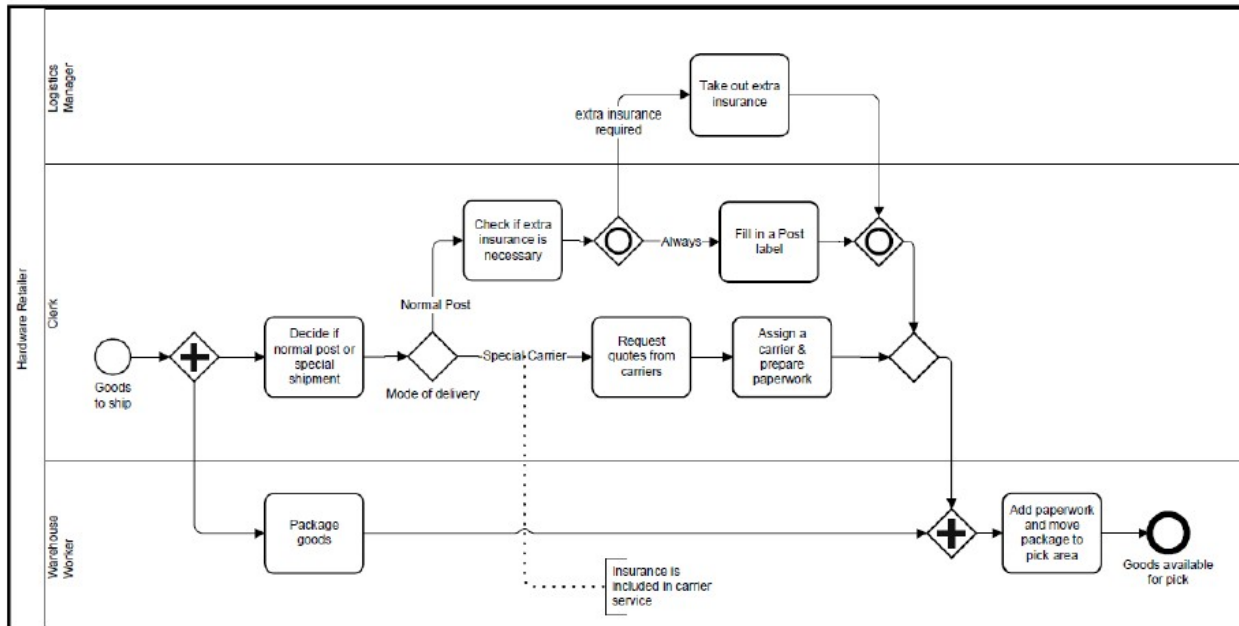 Hardware Retailer
Logistics
Manager
Take out extra
insurance
extra insurance
required
Clerk
Check if extra
insurance is
necessary
Always
Fill in a Post
label
Normal Post
Goods
to ship
Decide if
normal post or
special
shipment
Mode of delivery
Special Carrier
Request
quotes from
carriers
Assign a
carrier &
prepare
paperwork
Warehouse
Worker
Package
goods
Insurance is
included in carrier
service
Add paperwork
and move
package to
pick area
Goods available
for pick